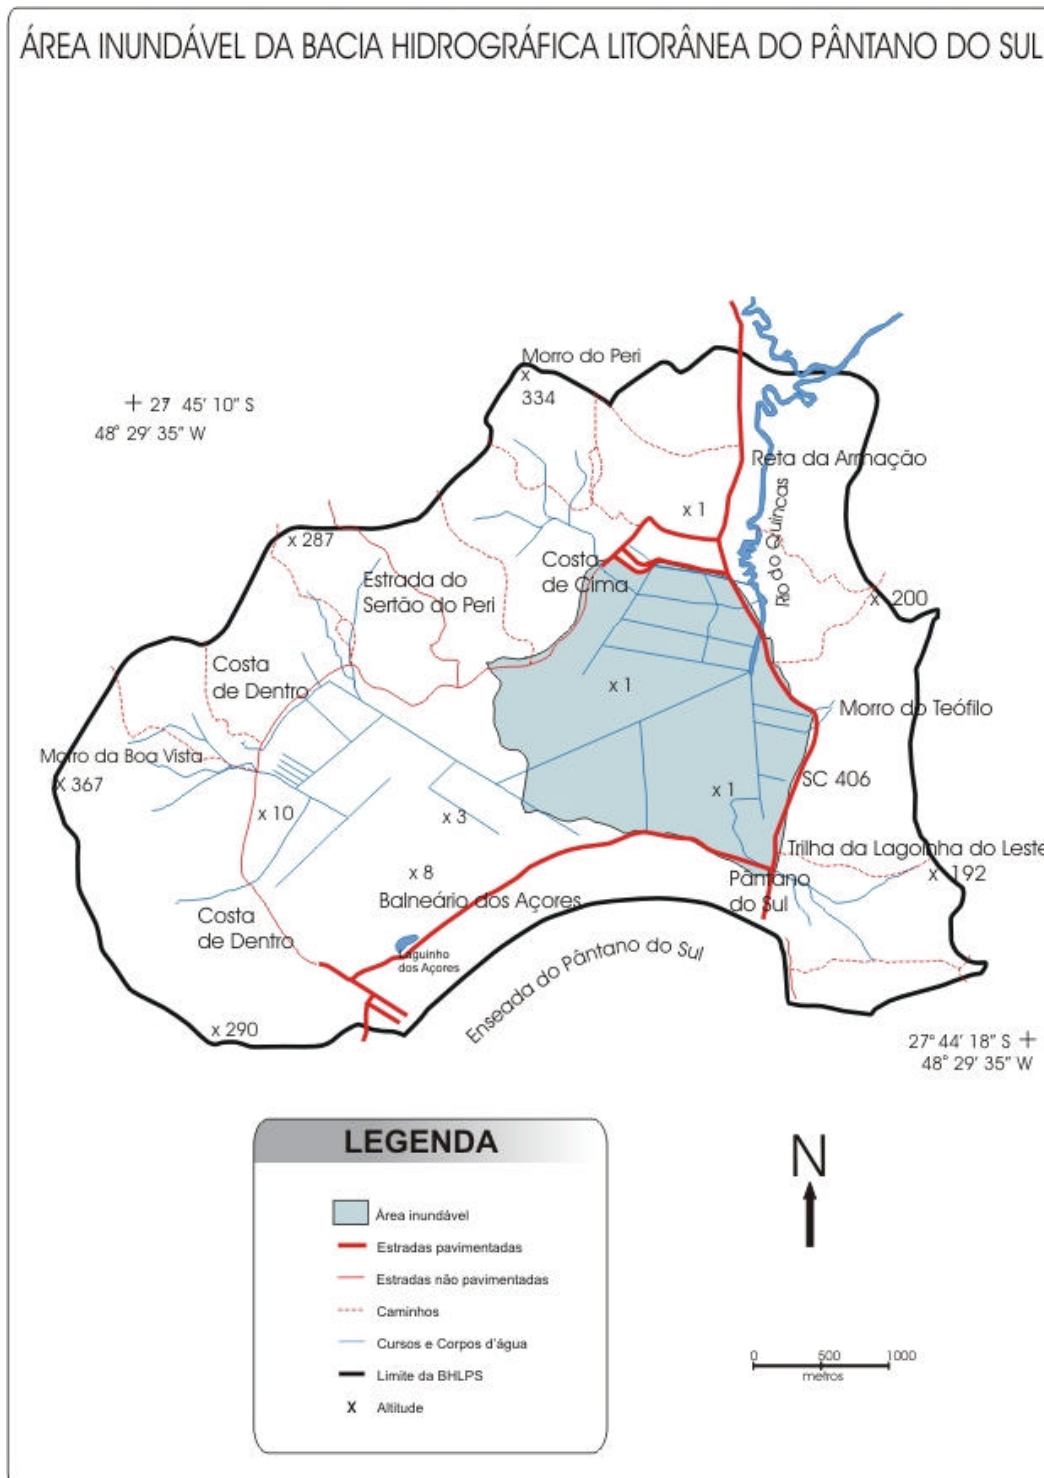 ÁREA INUNDÁVEL DA BACIA HIDROGRÁFICA LITORÂNEA DO PÂNTANO DO SUL
Morro do Peri
x
334
+ 27 45' 10" S
48° 29' 35" W
Reta da Armação
x 1
Rio do Quincas
x 287
Costa
de Cima
Estrada do
Sertão do Peri
x 200
Costa
de Dentro
x 1
Morro do Teófilo
Morro da Boa Vista
x 367
SC 406
x 1
x 10
x 3
Trilha da Lagoinha do Leste
x 192
x 8
Pântano
do Sul
Balneário dos Açores
Costa
de Dentro
Laguinho
dos Açores
Enseada do Pântano do Sul
x 290
27° 44' 18" S +
48° 29' 35" W
LEGENDA
Área inundável
Estradas pavimentadas
Estradas não pavimentadas
Caminhos
Cursos e Corpos d'água
Limite da BHLPS
X Altitude
N
0 500 1000
metros